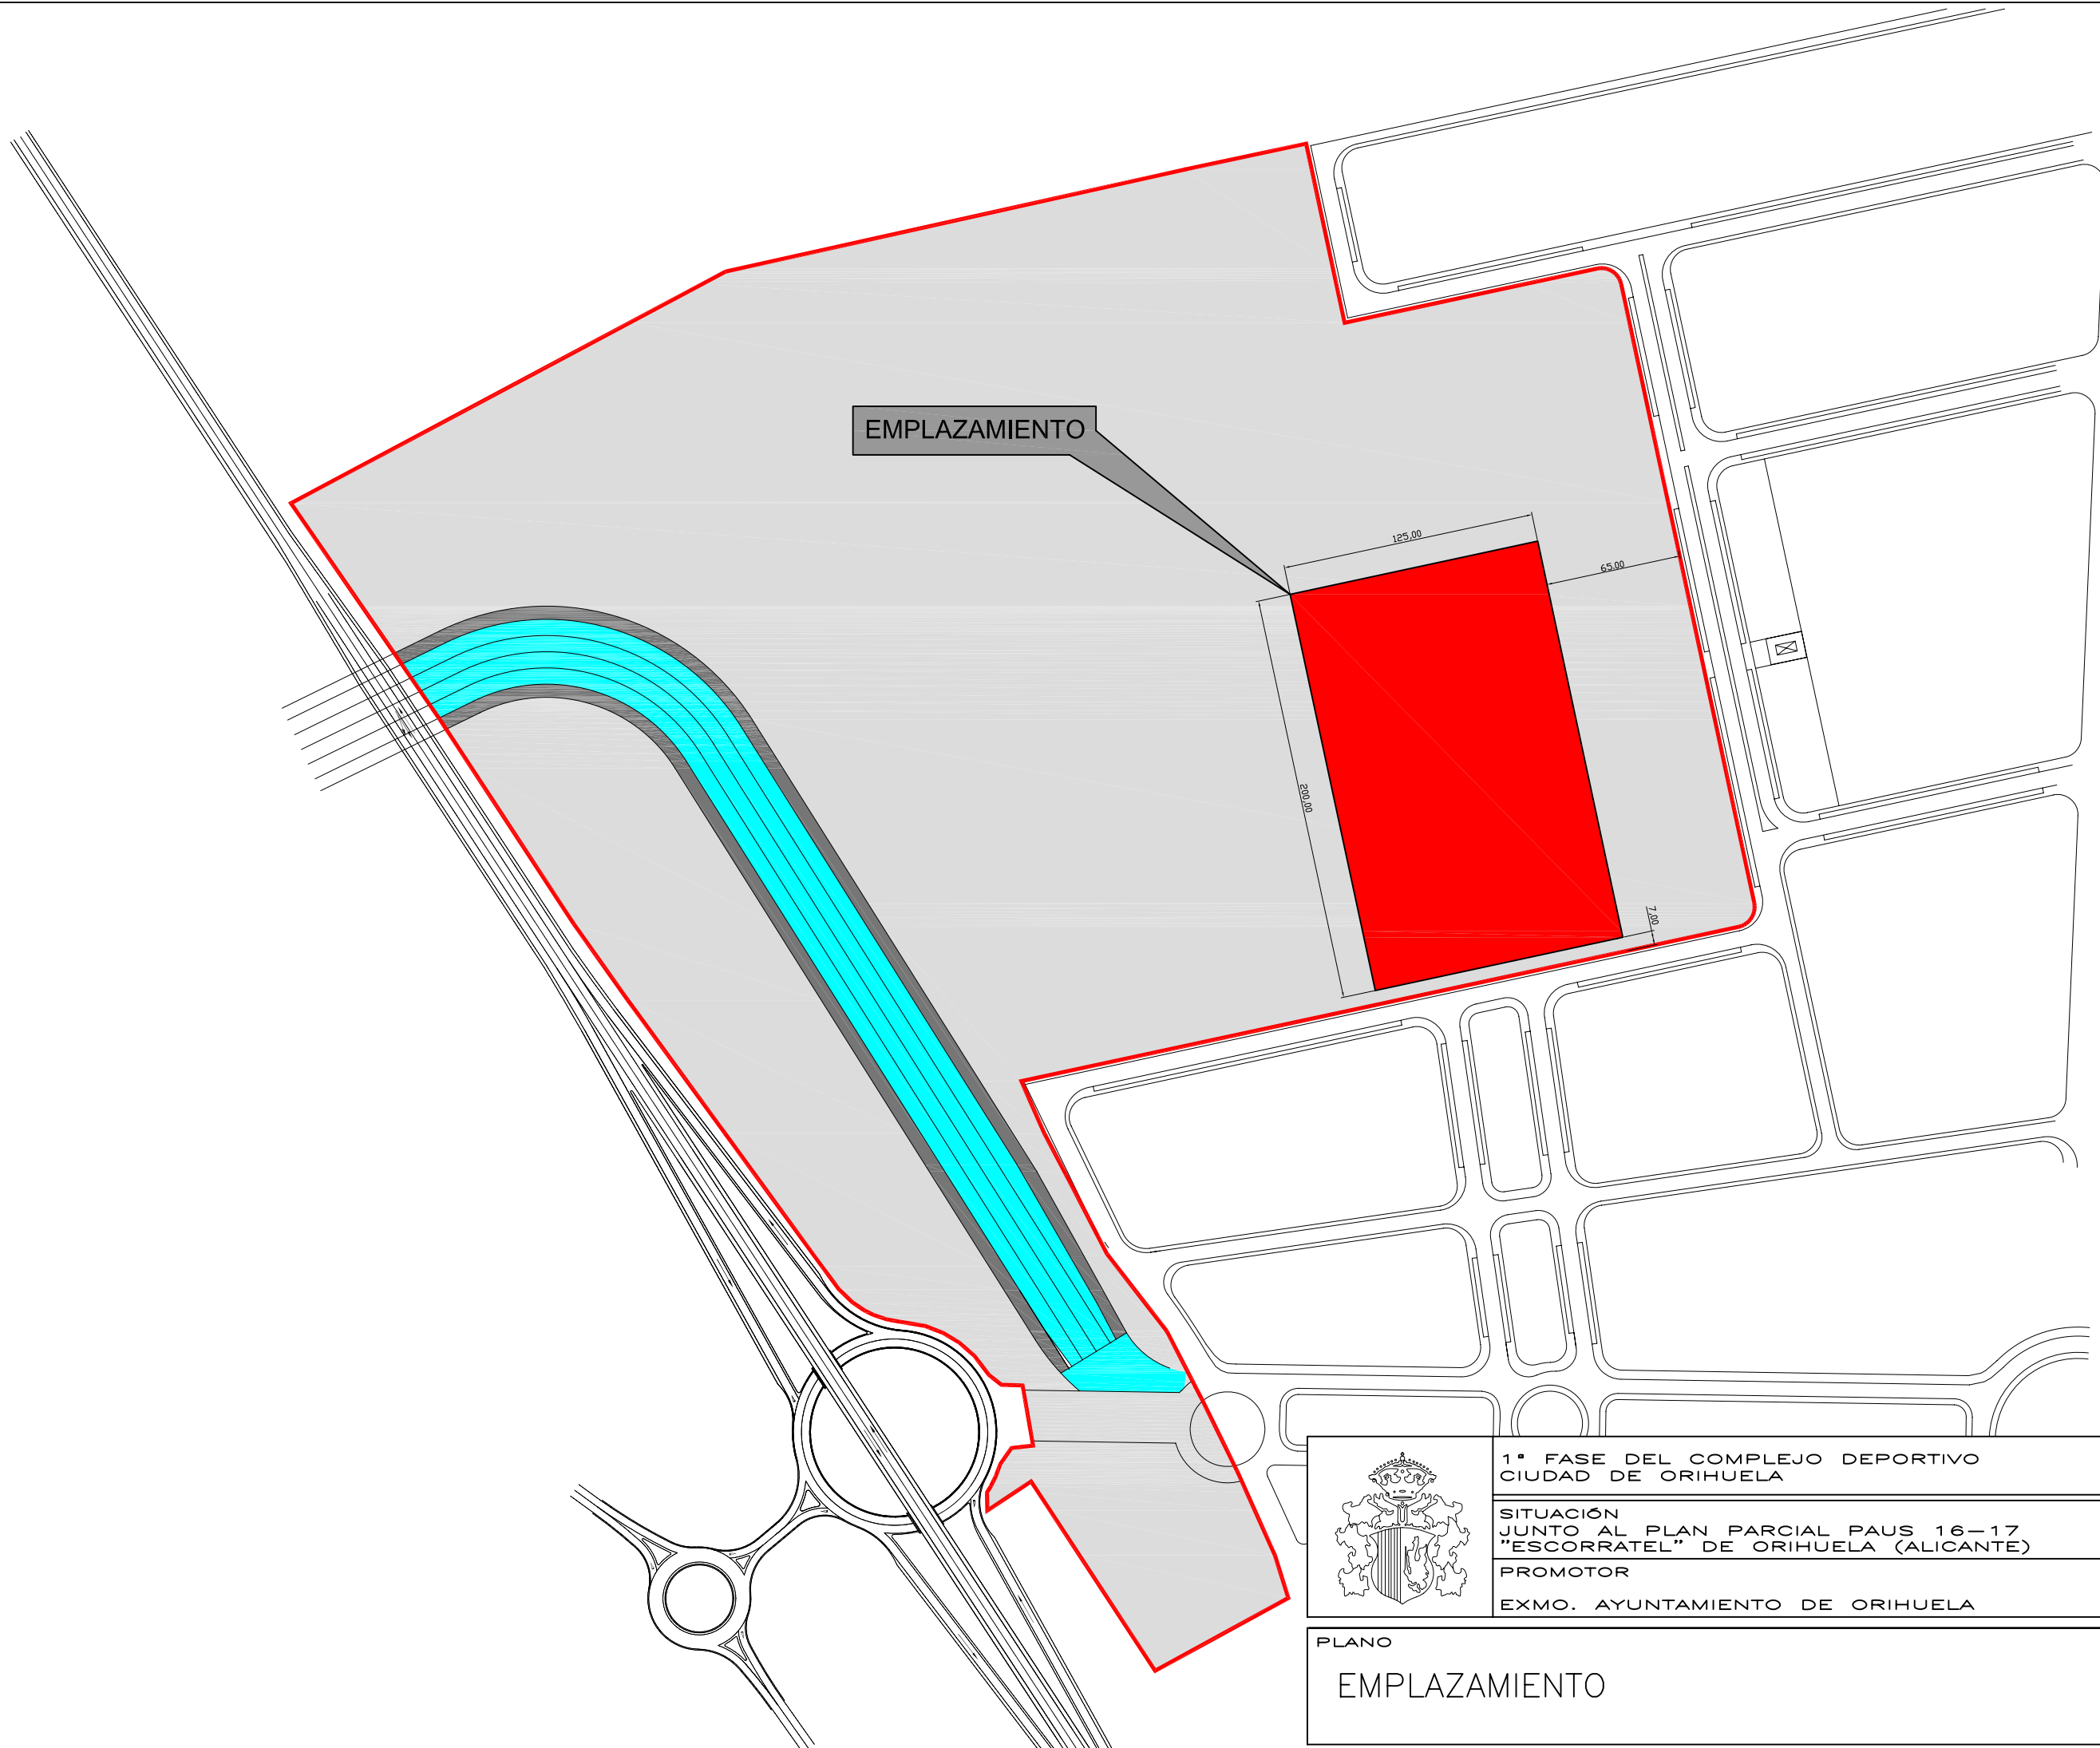 EMPLAZAMIENTO
125,00
65.00
200,00
7,00
1ª FASE DEL COMPLEJO DEPORTIVO
CIUDAD DE ORIHUELA
SITUACIÓN
JUNTO AL PLAN PARCIAL PAUS 16-17
"ESCORRATEL" DE ORIHUELA (ALICANTE)
PROMOTOR
EXMO. AYUNTAMIENTO DE ORIHUELA
PLANO
EMPLAZAMIENTO